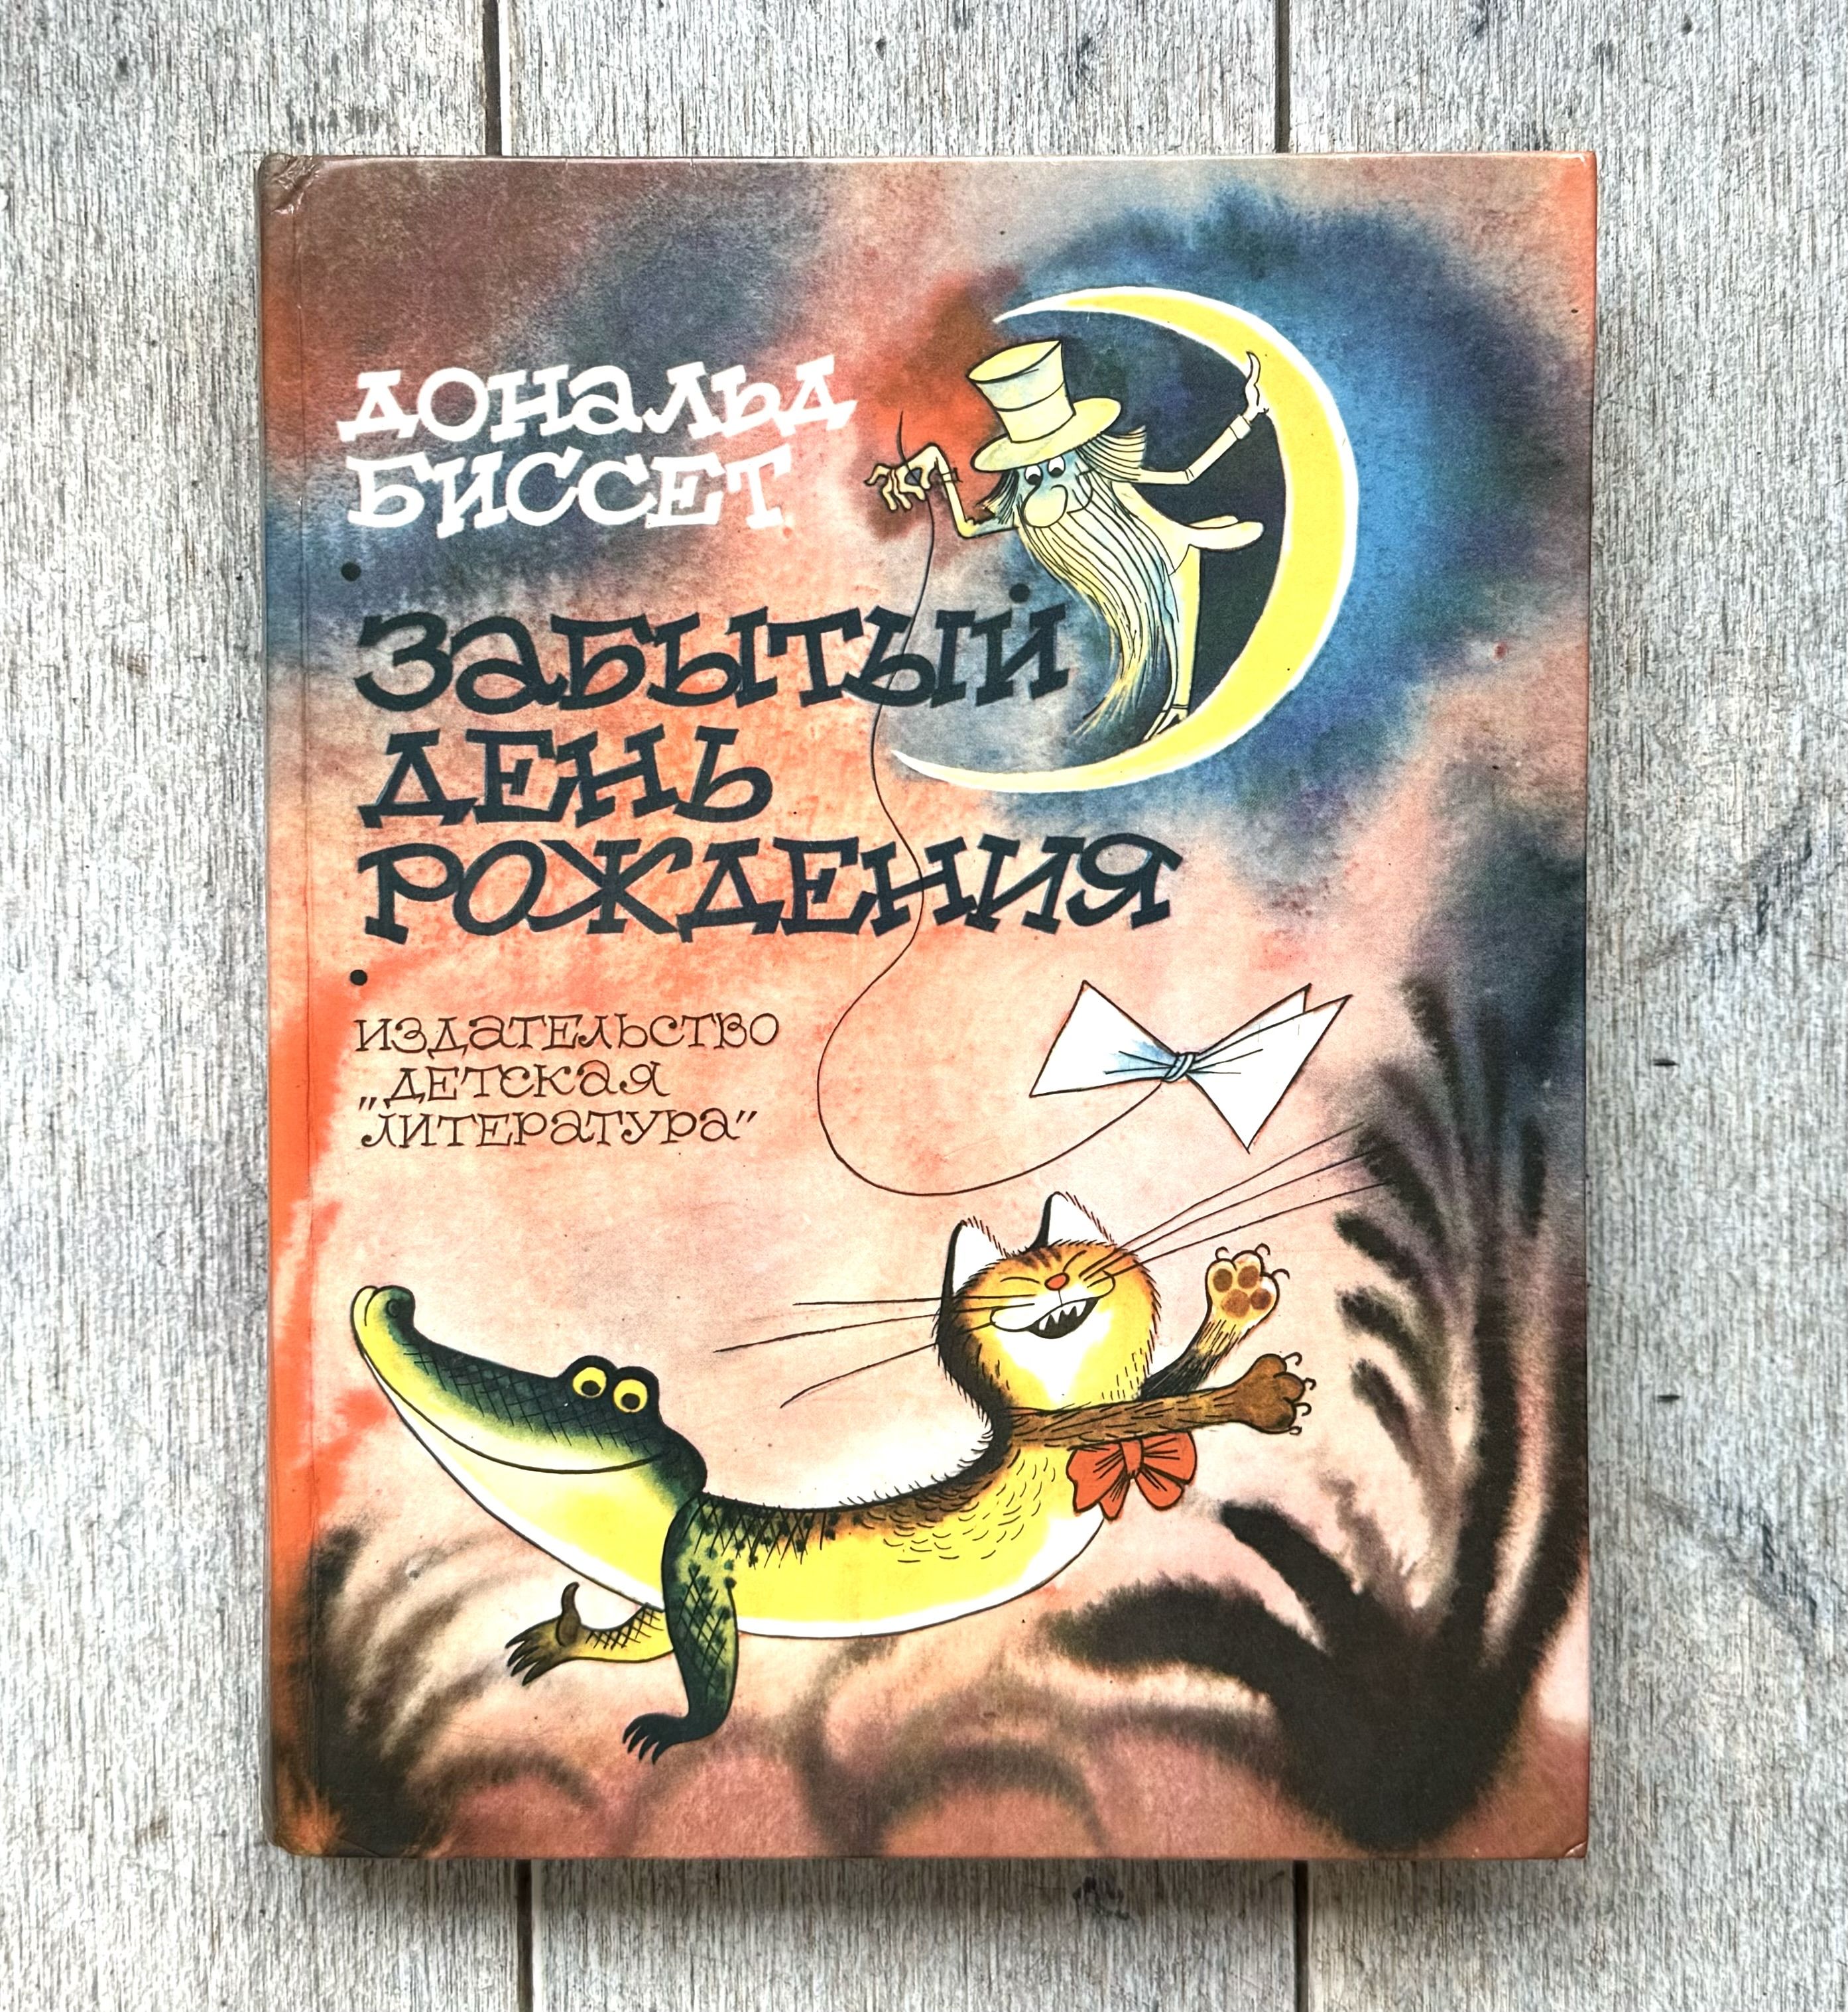 ДОНАЛЬД
БИССЕТ
ЗАБЫТЫЙ
ДЕНЬ
РОЖДЕНИЯ
ИЗДАТЕЛЬСТВО
„ДЕТСКАЯ
ЛИТЕРАТУРА"